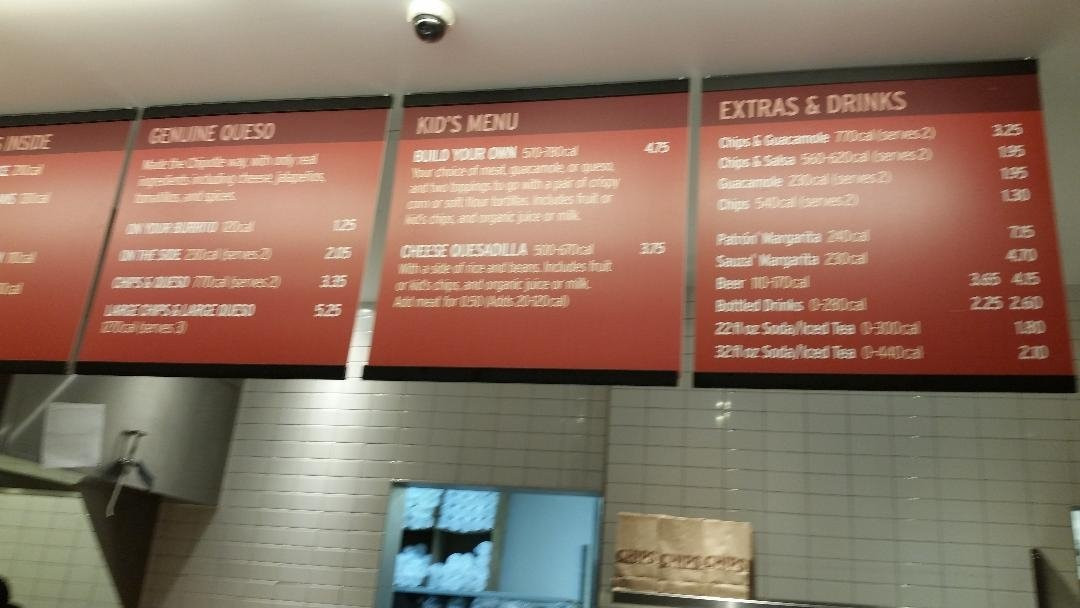 INSIDE
GENUINE QUESO
Made the Chipotle way, with only real
ingredients including cheese, jalapeños,
tomatillos, and spices.
ON YOUR BURRITO 120cal 1.25
ON THE SIDE 230cal (serves 2) 2.05
CHIPS & QUESO 770cal (serves 2) 3.35
LARGE CHIPS & LARGE QUESO 5.25
1270cal (serves 3)
KID'S MENU
BUILD YOUR OWN 570-780cal 4.75
Your choice of meat, guacamole, or queso,
and two toppings to go with a pair of crispy
corn or soft flour tortillas. Includes fruit or
kid's chips, and organic juice or milk.
CHEESE QUESADILLA 500-670cal 3.75
With a side of rice and beans. Includes fruit
or kid's chips, and organic juice or milk.
Add meat for 0.50 (Adds 20-120cal)
EXTRAS & DRINKS
Chips & Guacamole 770cal (serves 2) 3.25
Chips & Salsa 560-620cal (serves 2) 1.95
Guacamole 230cal (serves 2) 1.95
Chips 540cal (serves 2) 1.30
Patrón Margarita 240cal 7.15
Sauza Margarita 230cal 4.70
Beer 110-170cal 3.65 4.15
Bottled Drinks 0-280cal 2.25 2.60
22fl oz Soda/Iced Tea 0-300cal 1.80
32fl oz Soda/Iced Tea 0-440cal 2.10
CHIPS CHIPS CHIPS